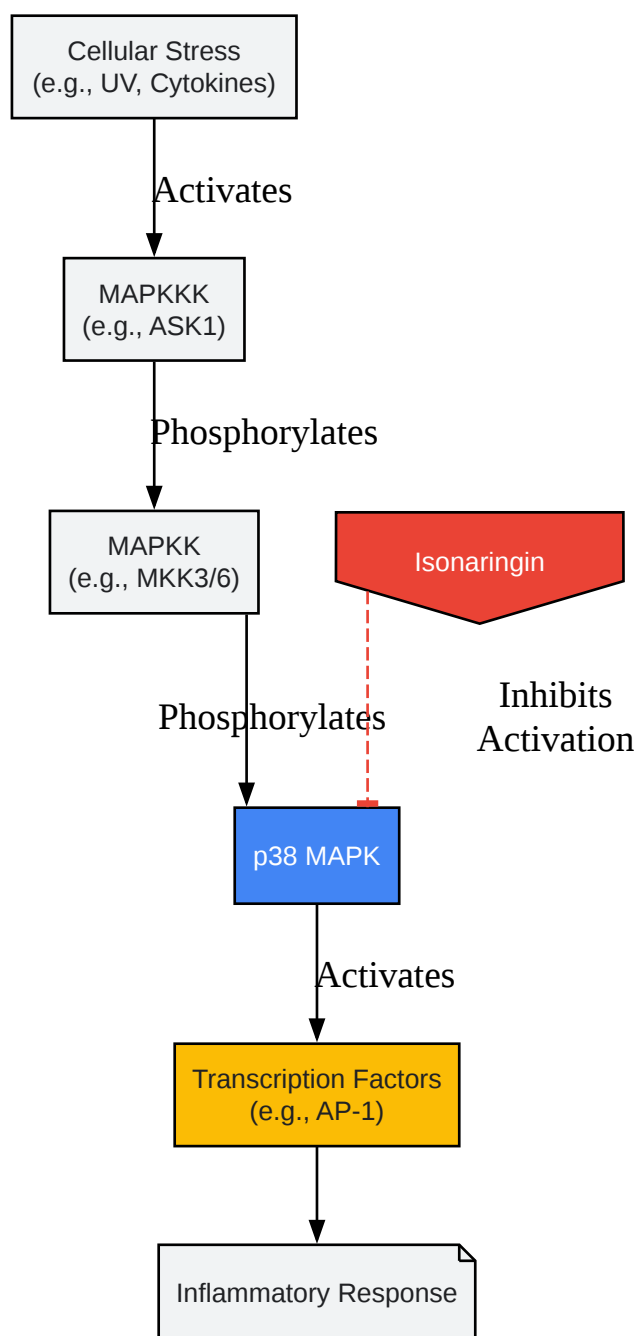 Cellular Stress
(e.g., UV, Cytokines)
Activates
MAPKKK
(e.g., ASK1)
Phosphorylates
MAPKK
(e.g., MKK3/6)
Isonaringin
Phosphorylates
Inhibits
Activation
p38 MAPK
Activates
Transcription Factors
(e.g., AP-1)
Inflammatory Response